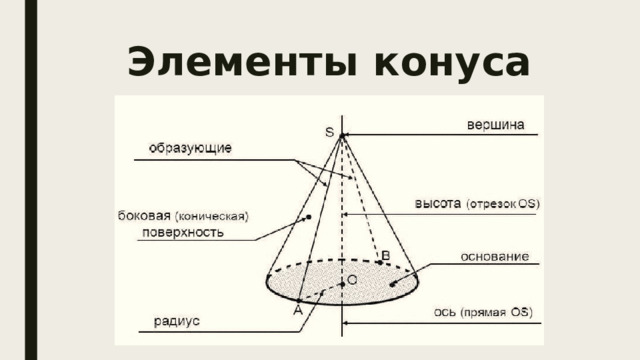 Элементы конуса
S
вершина
образующие
высота (отрезок OS)
боковая (коническая)
поверхность
B
основание
O
A
ось (прямая OS)
радиус